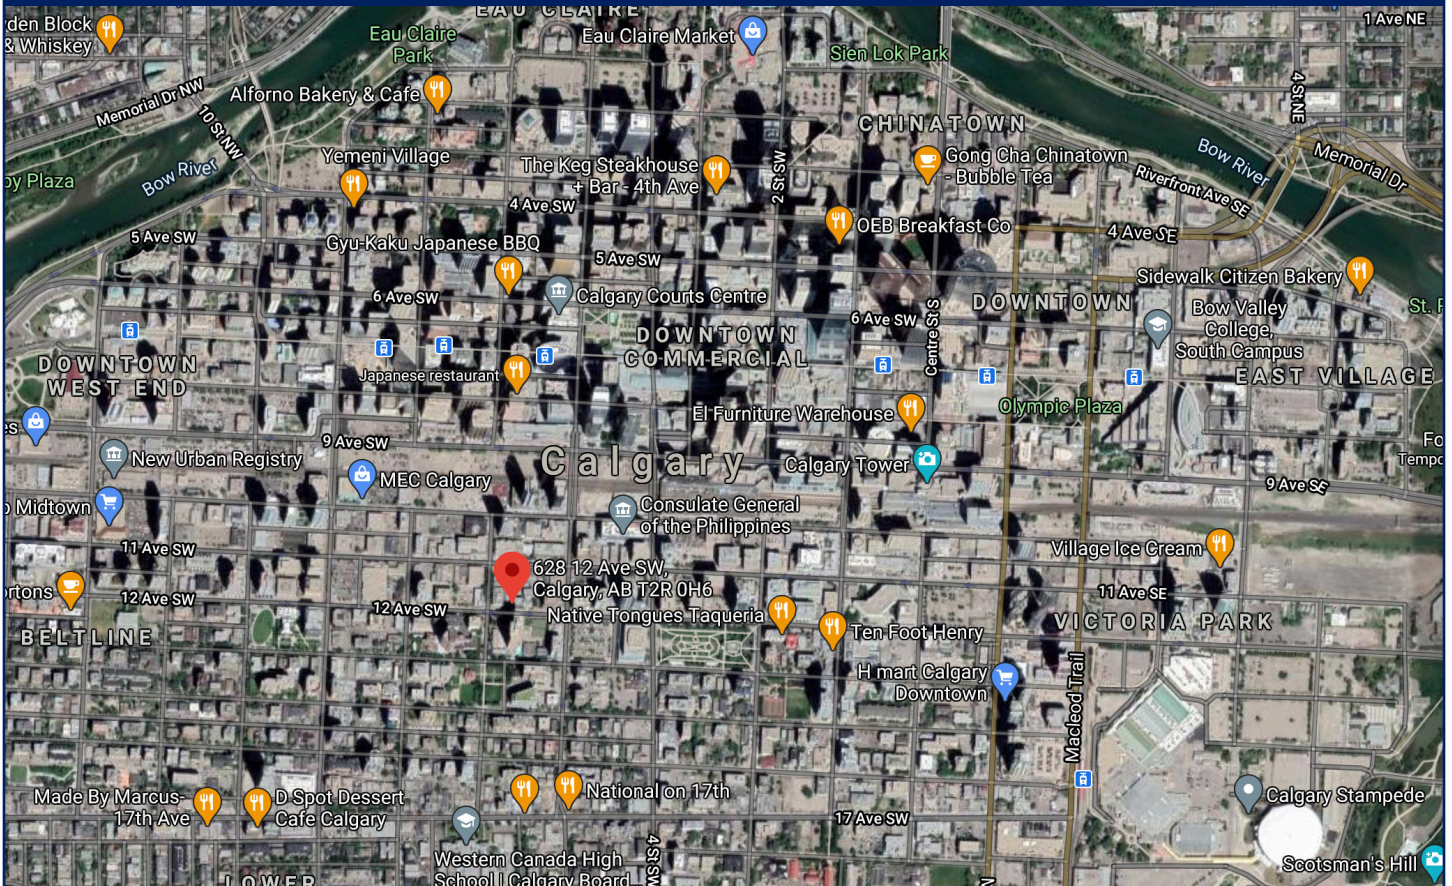 EAU CLAIRE
1 Ave NE
den Block
& Whiskey
Eau Claire
Park
Eau Claire Market
Sien Lok Park
Memorial Dr NW
Alforno Bakery & Cafe
4 St NE
10 St NW
CHINATOWN
Yemeni Village
The Keg Steakhouse
+ Bar - 4th Ave
2 St SW
Gong Cha Chinatown
- Bubble Tea
Bow River
Memorial Dr
by Plaza
Bow River
Riverfront Ave SE
4 Ave SW
OEB Breakfast Co
4 Ave SE
5 Ave SW
Gyu-Kaku Japanese BBQ
5 Ave SW
Sidewalk Citizen Bakery
6 Ave SW
Calgary Courts Centre
DOWNTOWN
Bow Valley
College,
South Campus
St. P
6 Ave SW
Centre St S
DOWNTOWN
COMMERCIAL
DOWNTOWN
WEST END
Japanese restaurant
EAST VILLAGE
Olympic Plaza
El Furniture Warehouse
es
9 Ave SW
Fo
Tempo
New Urban Registry
Calgary
Calgary Tower
MEC Calgary
9 Ave SE
o Midtown
Consulate General
of the Philippines
11 Ave SW
Village Ice Cream
628 12 Ave SW,
Calgary, AB T2R 0H6
ortons
12 Ave SW
12 Ave SW
11 Ave SE
Native Tongues Taqueria
VICTORIA PARK
BELTLINE
Ten Foot Henry
H mart Calgary
Downtown
Macleod Trail
National on 17th
Made By Marcus-
17th Ave
D Spot Dessert
Cafe Calgary
Calgary Stampede
17 Ave SW
4 St SW
Western Canada High
School | Calgary Board
Scotsman's Hill
LOWER
N